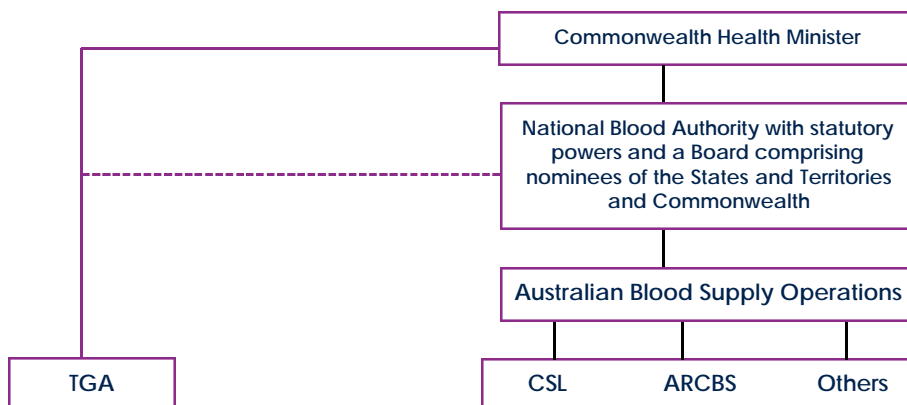 Commonwealth Health Minister
National Blood Authority with statutory
powers and a Board comprising
nominees of the States and Territories
and Commonwealth
Australian Blood Supply Operations
TGA
CSL
ARCBS
Others